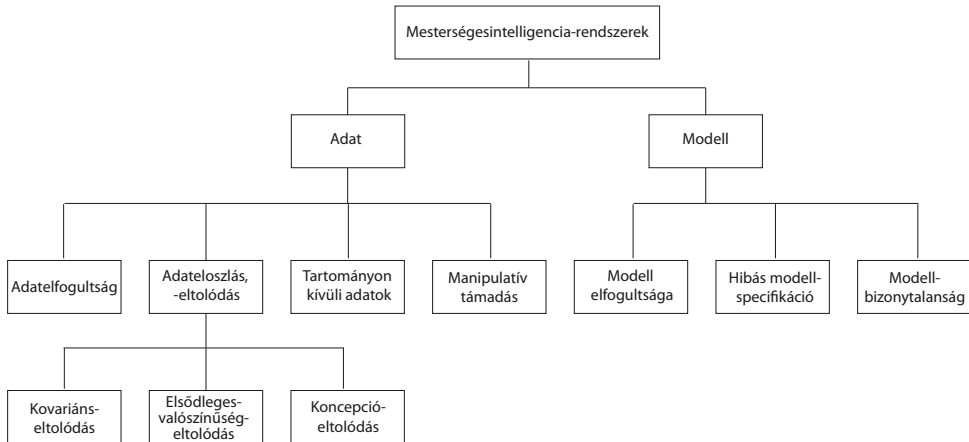 Mesterségesintelligencia-rendszerek
Adat
Modell
Adatelfogultság
Adateloszlás,
-eltolódás
Tartományon
kívüli adatok
Manipulatív
támadás
Modell
elfogultsága
Hibás modell-
specifikáció
Modell-
bizonytalanság
Kovariáns-
eltolódás
Elsődleges-
valószínűség-
eltolódás
Koncepció-
eltolódás